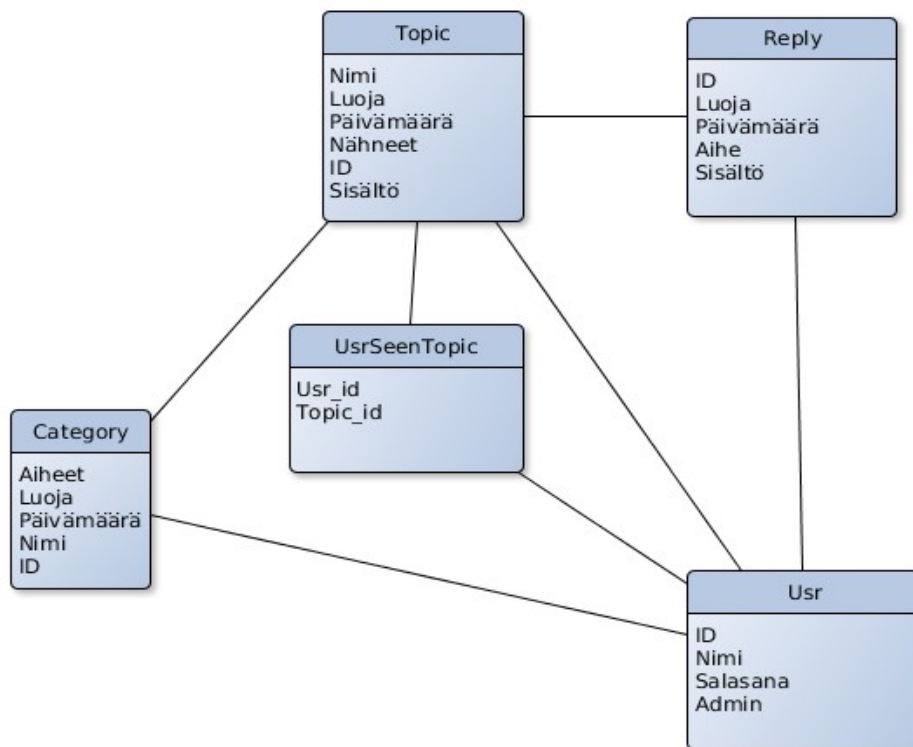 Topic
Nimi
Luoja
Päivämäärä
Nähneet
ID
Sisältö
Reply
ID
Luoja
Päivämäärä
Aihe
Sisältö
UsrSeenTopic
Usr_id
Topic_id
Category
Aiheet
Luoja
Päivämäärä
Nimi
ID
Usr
ID
Nimi
Salasana
Admin